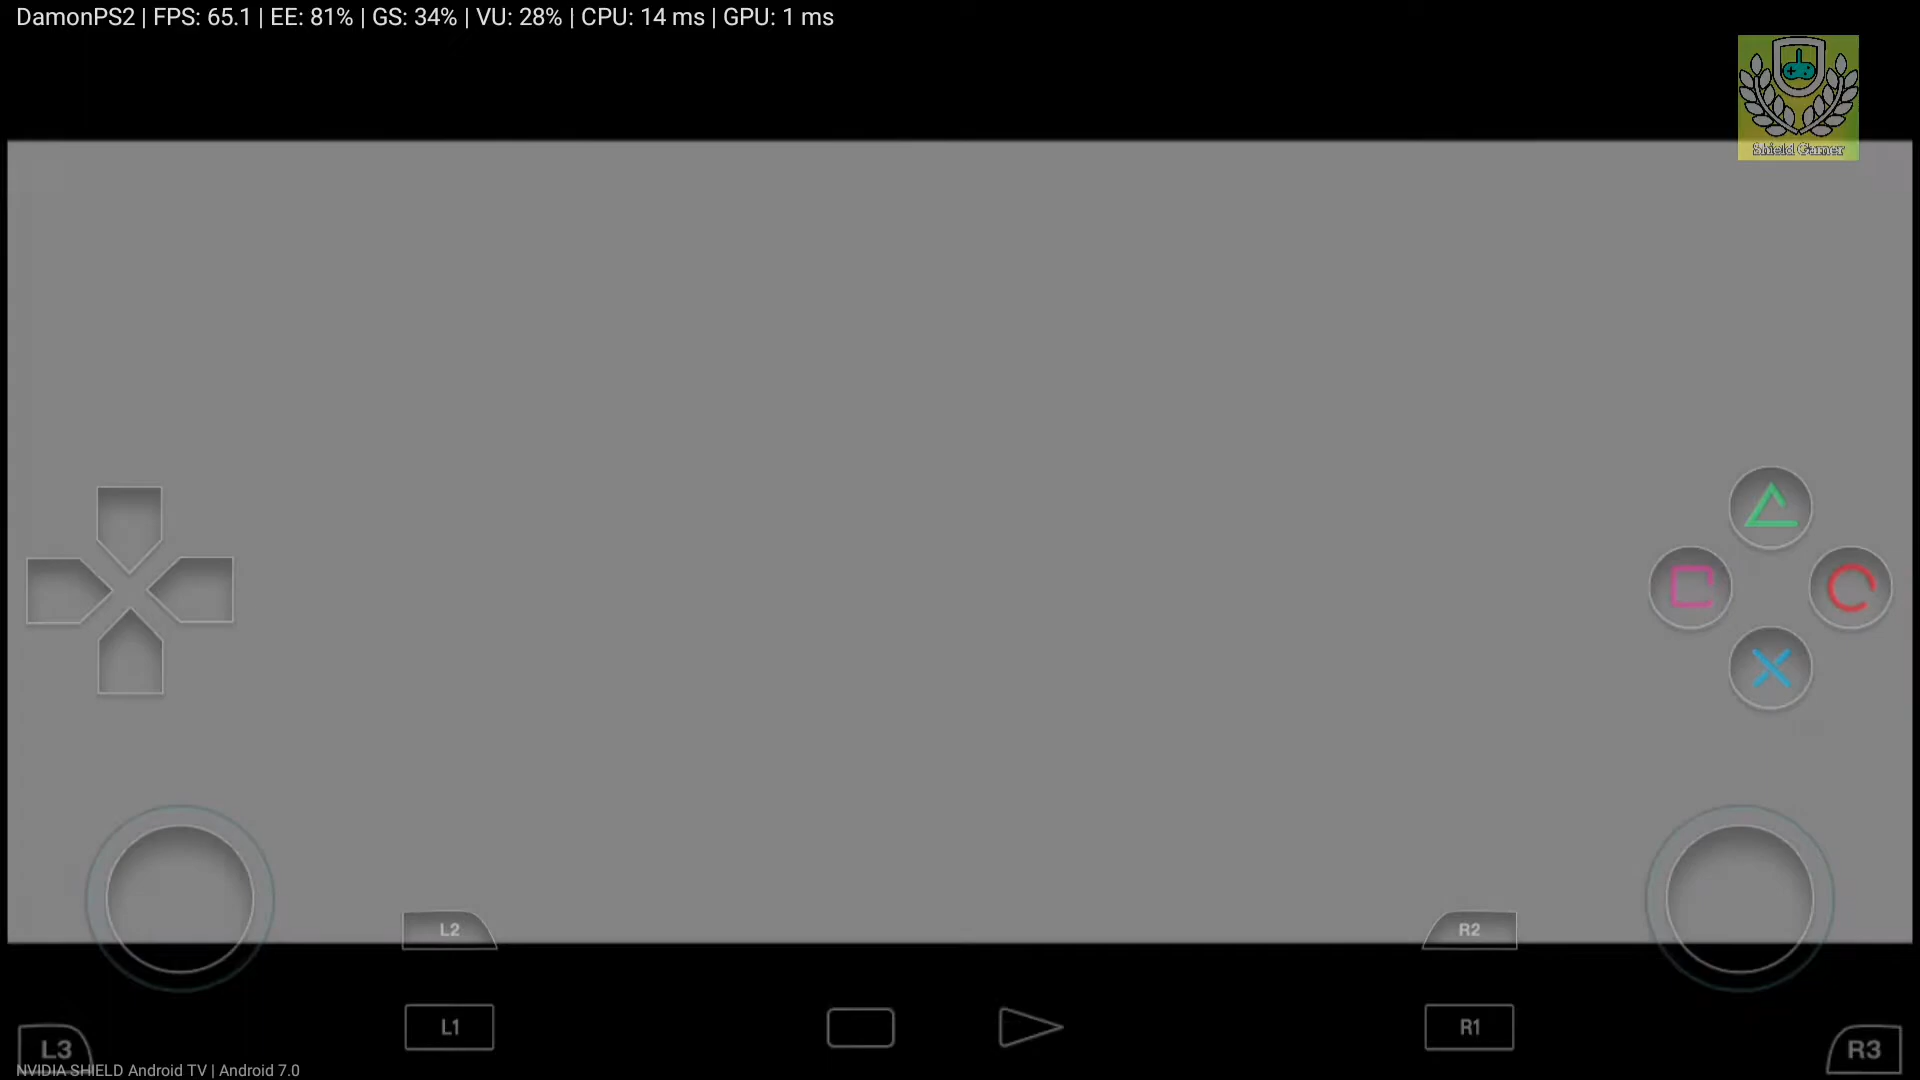 DamonPS2 | FPS: 65.1 | EE: 81% | GS: 34% | VU: 28% | CPU: 14 ms | GPU: 1 ms
Shield Gamer
L2
R2
L1
R1
L3
R3
NVIDIA SHIELD Android TV | Android 7.0